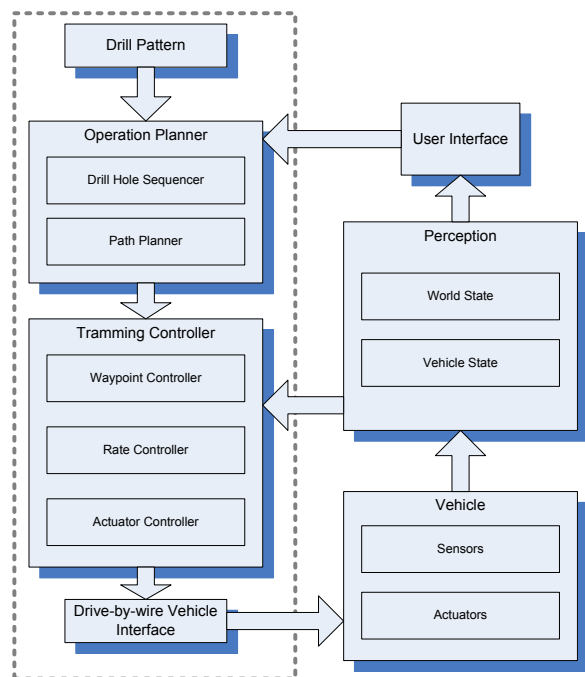 Drill Pattern
Operation Planner
Drill Hole Sequencer
Path Planner
User Interface
Perception
World State
Vehicle State
Tramming Controller
Waypoint Controller
Rate Controller
Actuator Controller
Vehicle
Sensors
Actuators
Drive-by-wire Vehicle
Interface